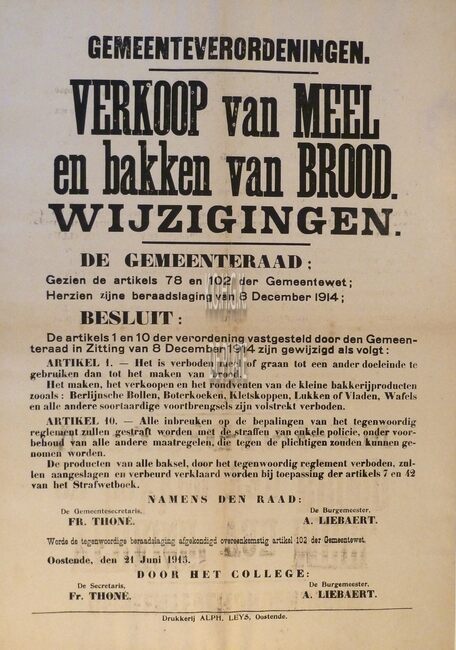 GEMEENTEVERORDENINGEN.
VERKOOP van MEEL
en bakken van BROOD.
WIJZIGINGEN.
DE GEMEENTERAAD ;
Gezien de artikels 78 en 102 der Gemeentewet;
Herzien zijne beraadslaging van 8 December 1914;
BESLUIT :
De artikels 1 en 10 der verordening vastgesteld door den Gemeen-
teraad in Zitting van 8 December 1914 zijn gewijzigd als volgt :
ARTIKEL 1. — Het is verboden of graan tot een ander doeleinde te
gebruiken dan tot het maken van brood.
Het maken, het verkoopen en het rondventen van de kleine bakkerijproducten
zooals : Berlijnsche Bollen, Boterkoeken, Kletskoppen, Lukken of Vladen, Wafels
en alle andere soortaardige voortbrengsels zijn volstrekt verboden.
ARTIKEL 10. — Alle inbreuken op de bepalingen van het tegenwoordig
reglement zullen gestraft worden met de straffen van enkele policie, onder voor-
behoud van alle andere maatregelen, die tegen de plichtigen zouden kunnen ge-
nomen worden.
De producten van alle baksel, door het tegenwoordig reglement verboden, zul-
len aangeslagen en verbeurd verklaard worden bij toepassing der artikels 7 en 42
van het Strafwetboek.
NAMENS DEN RAAD:
De Gemeentesecretaris, De Burgemeester,
FR. THONE. A. LIEBAERT.
Worde de tegenwoordige beraadslaging afgekondigd overeenkomstig artikel 102 der Gemeentewet.
Oostende, den 21 Juni 1915.
DOOR HET COLLEGE:
De Secretaris, De Burgemeester,
Fr. THONE. A. LIEBAERT.
Drukkerij ALPH. LEYS, Oostende.